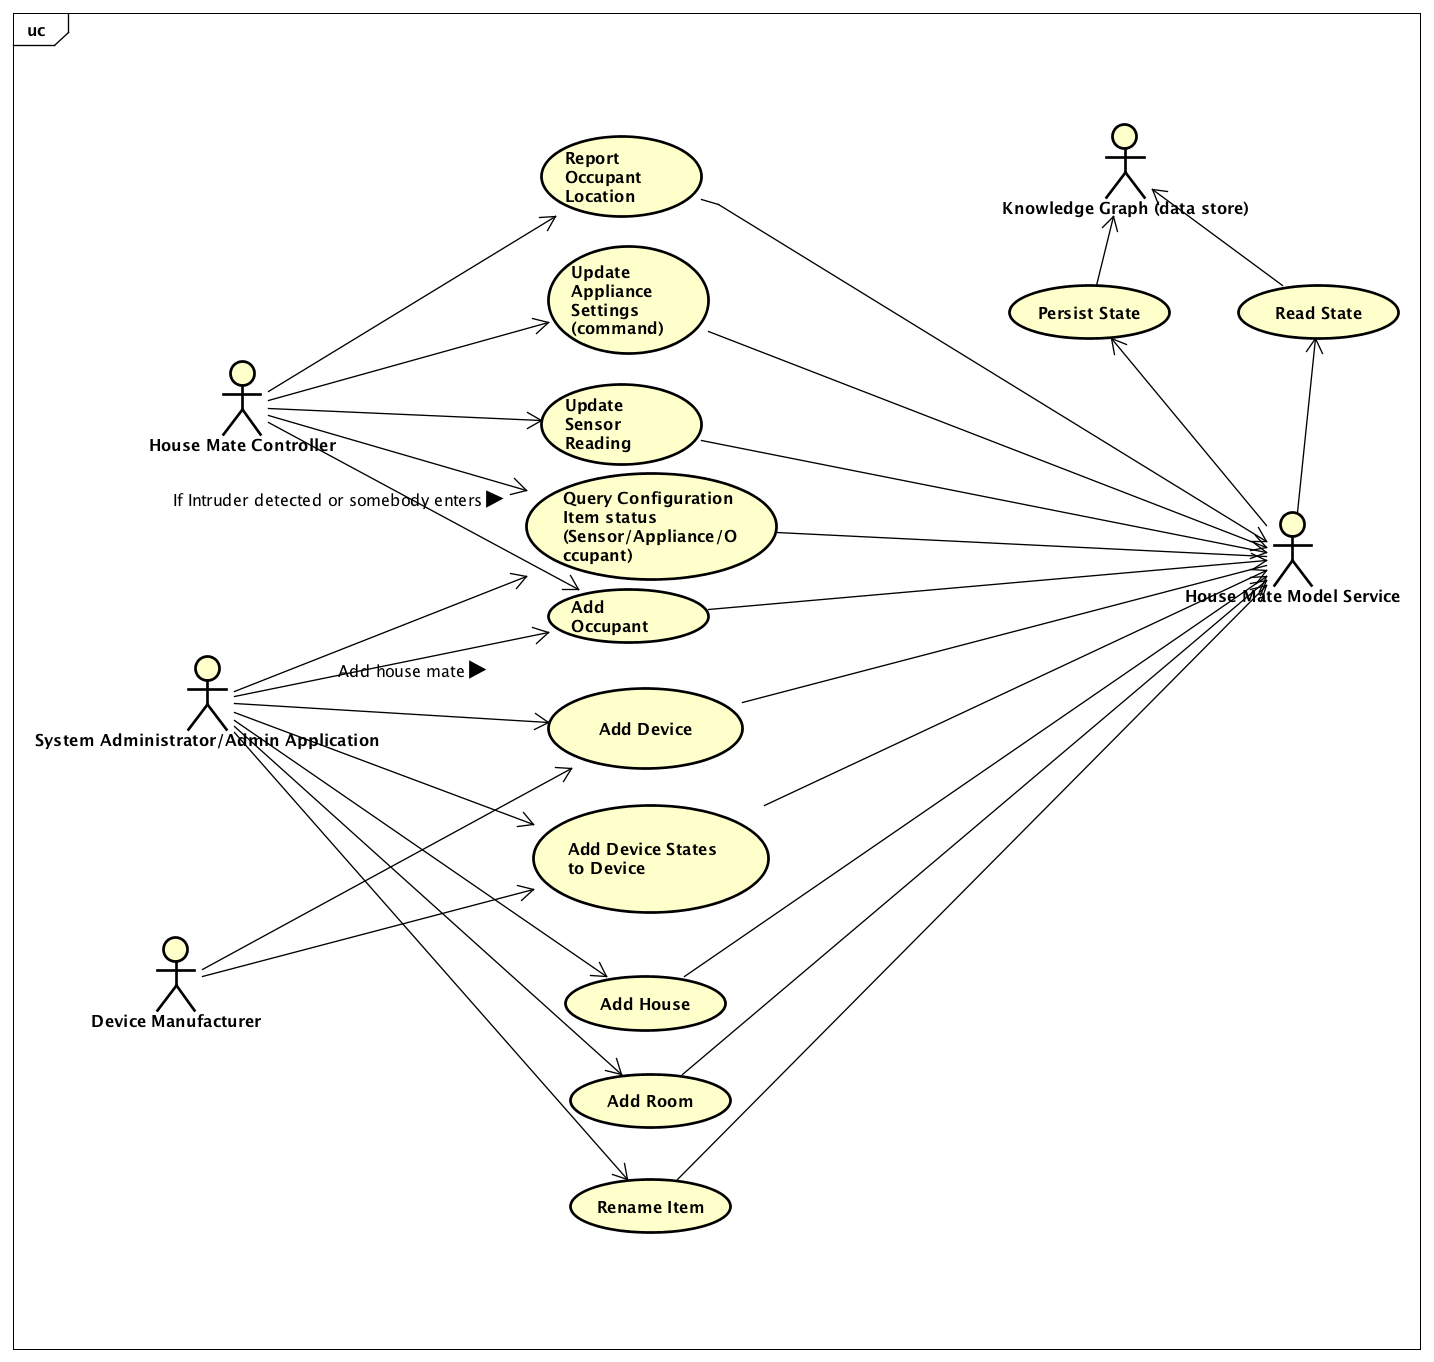 uc
Report
Occupant
Location
Knowledge Graph (data store)
Update
Appliance
Settings
(command)
Persist State
Read State
House Mate Controller
Update
Sensor
Reading
If Intruder detected or somebody enters
Query Configuration
Item status
(Sensor/Appliance/O
ccupant)
House Mate Model Service
Add
Occupant
Add house mate
System Administrator/Admin Application
Add Device
Add Device States
to Device
Device Manufacturer
Add House
Add Room
Rename Item